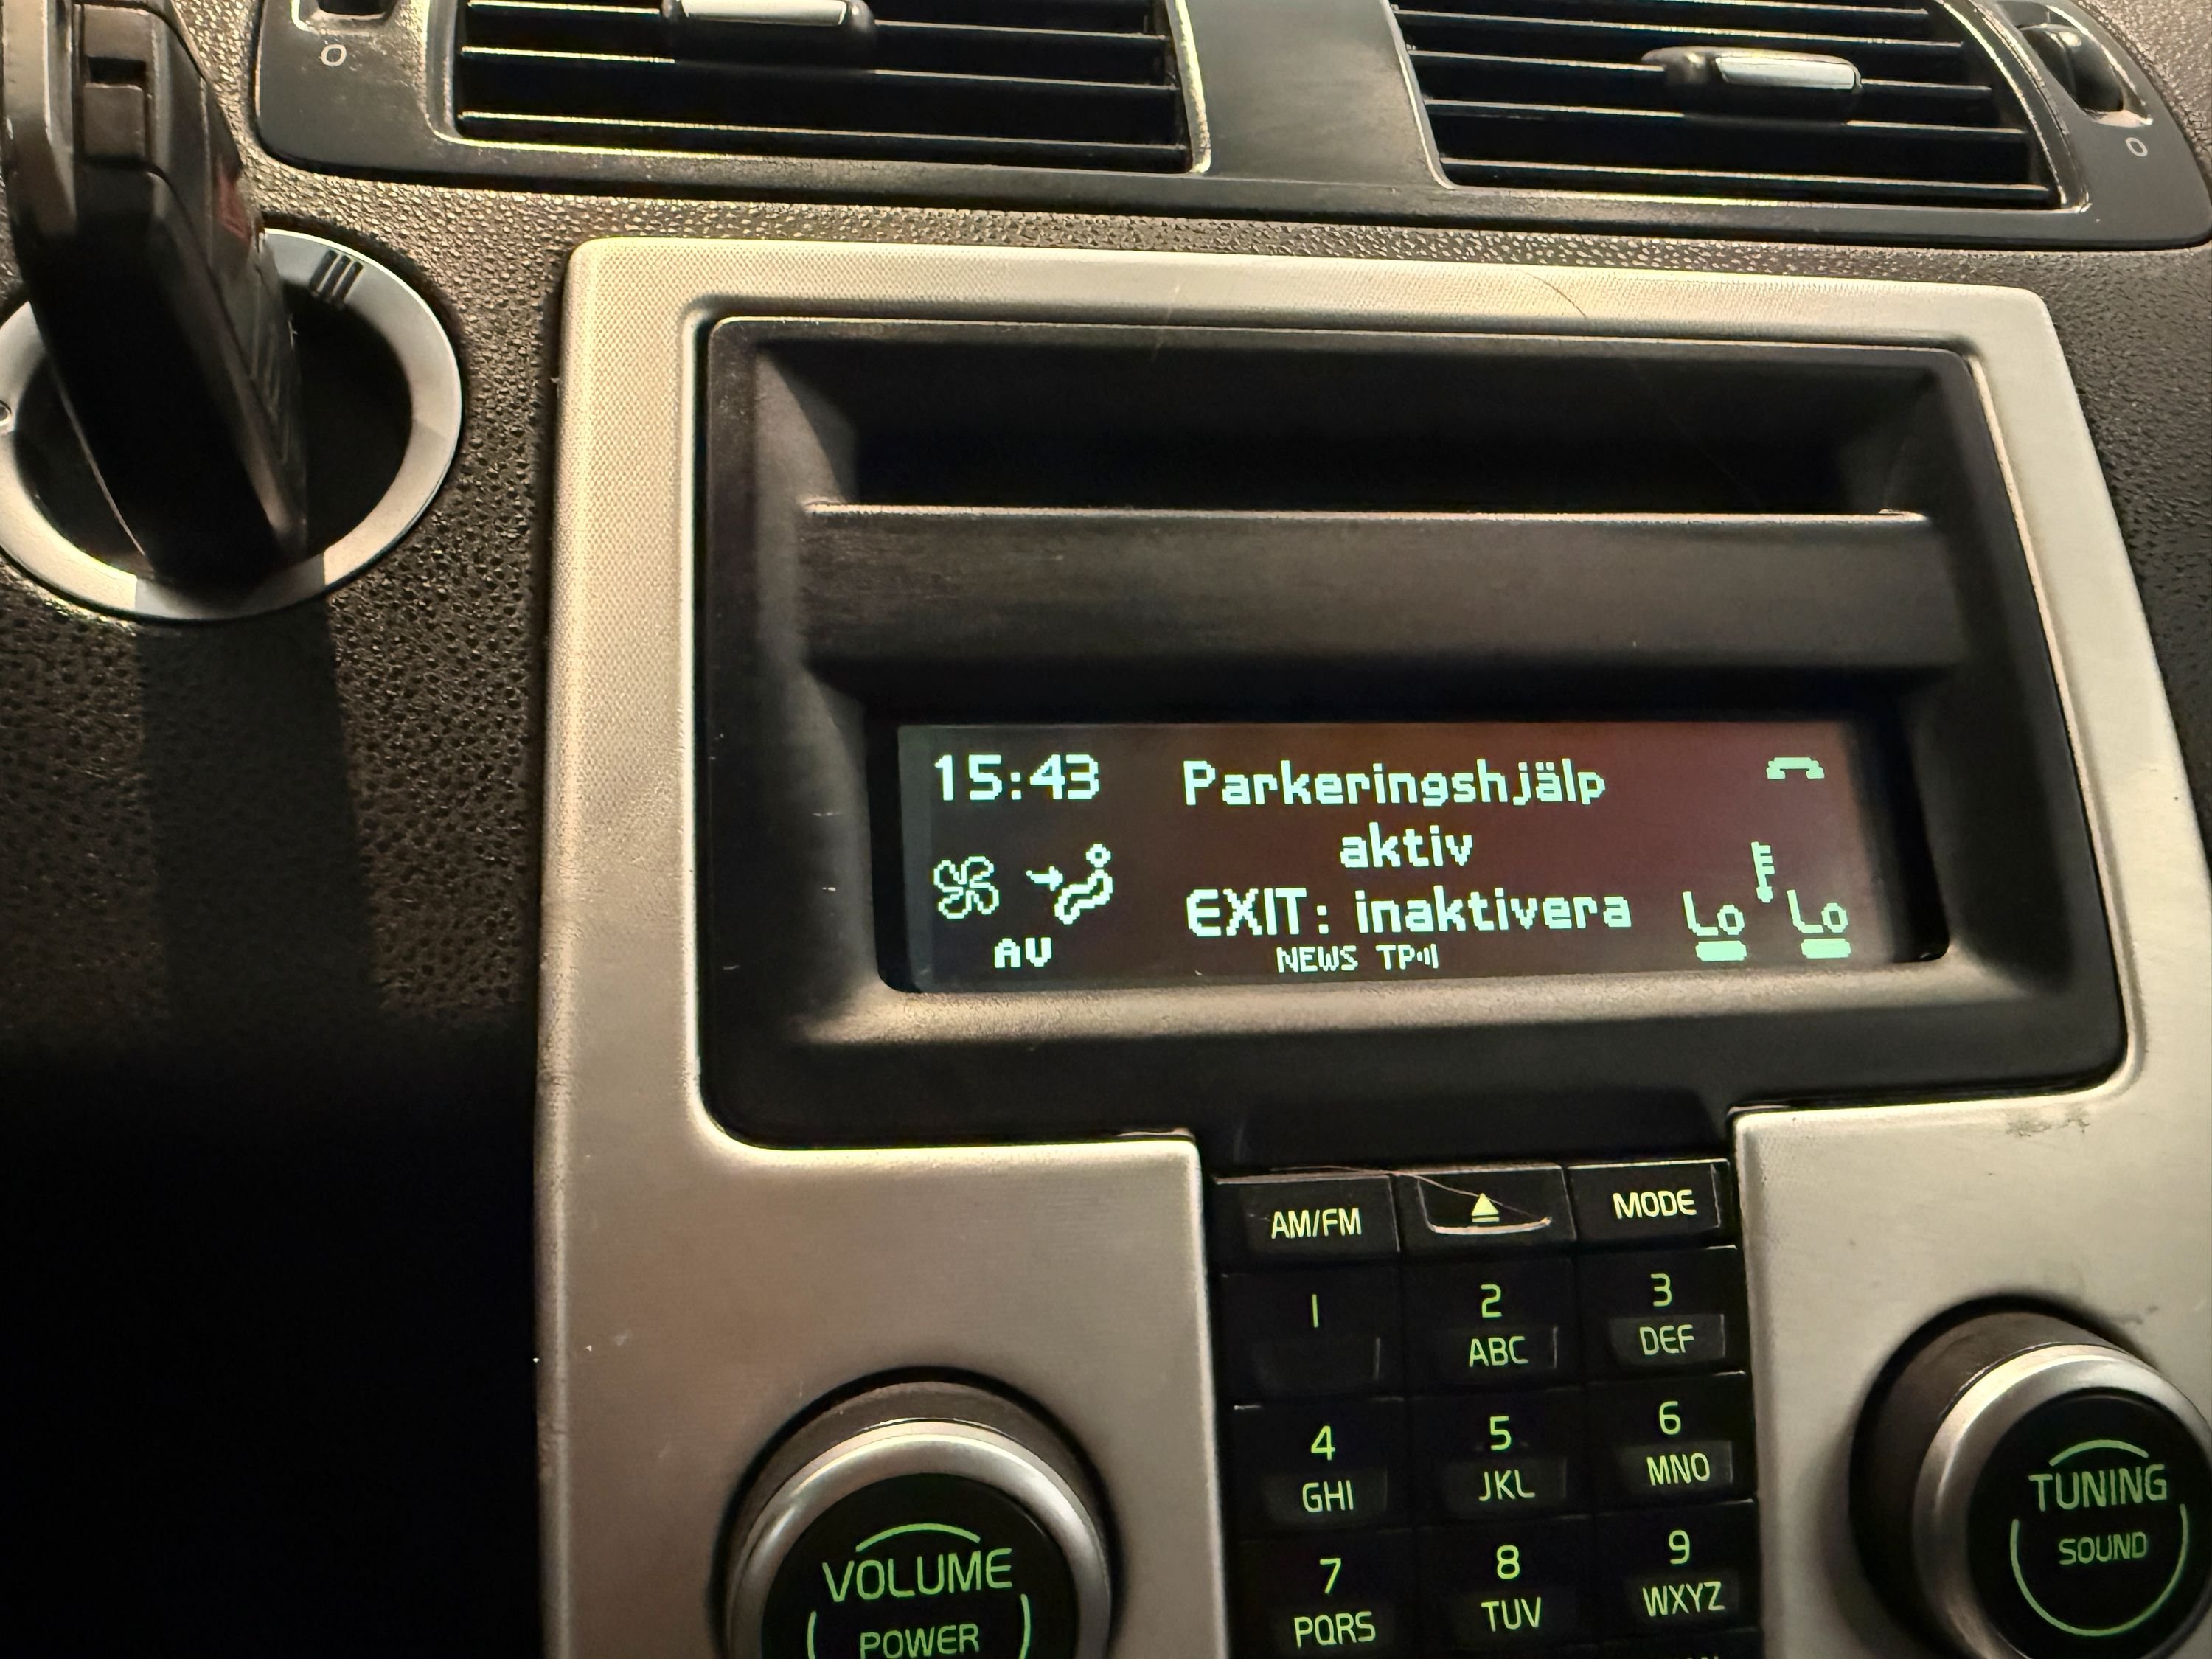 O
O
15:43
Parkeringshjälp
aktiv
EXIT: inaktivera
AV
NEWS TP
Lo
Lo
AM/FM
MODE
1
2
3
ABC
DEF
4
5
6
GHI
JKL
MNO
7
8
9
PQRS
TUV
WXYZ
VOLUME
POWER
TUNING
SOUND